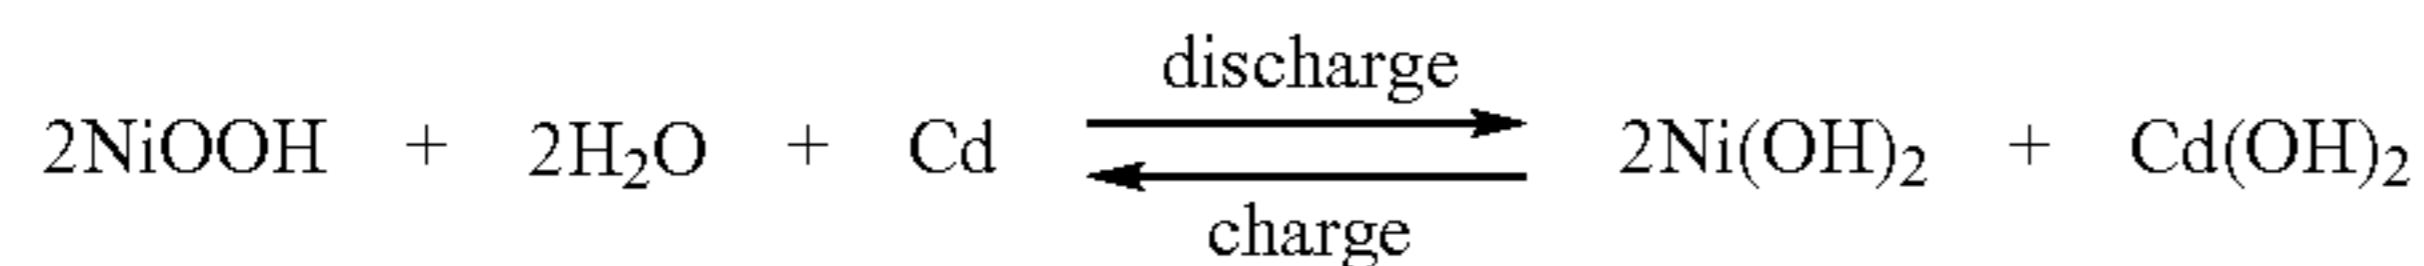 discharge
2NiOOH + 2H₂O + Cd ⇌ 2Ni(OH)₂ + Cd(OH)₂
charge